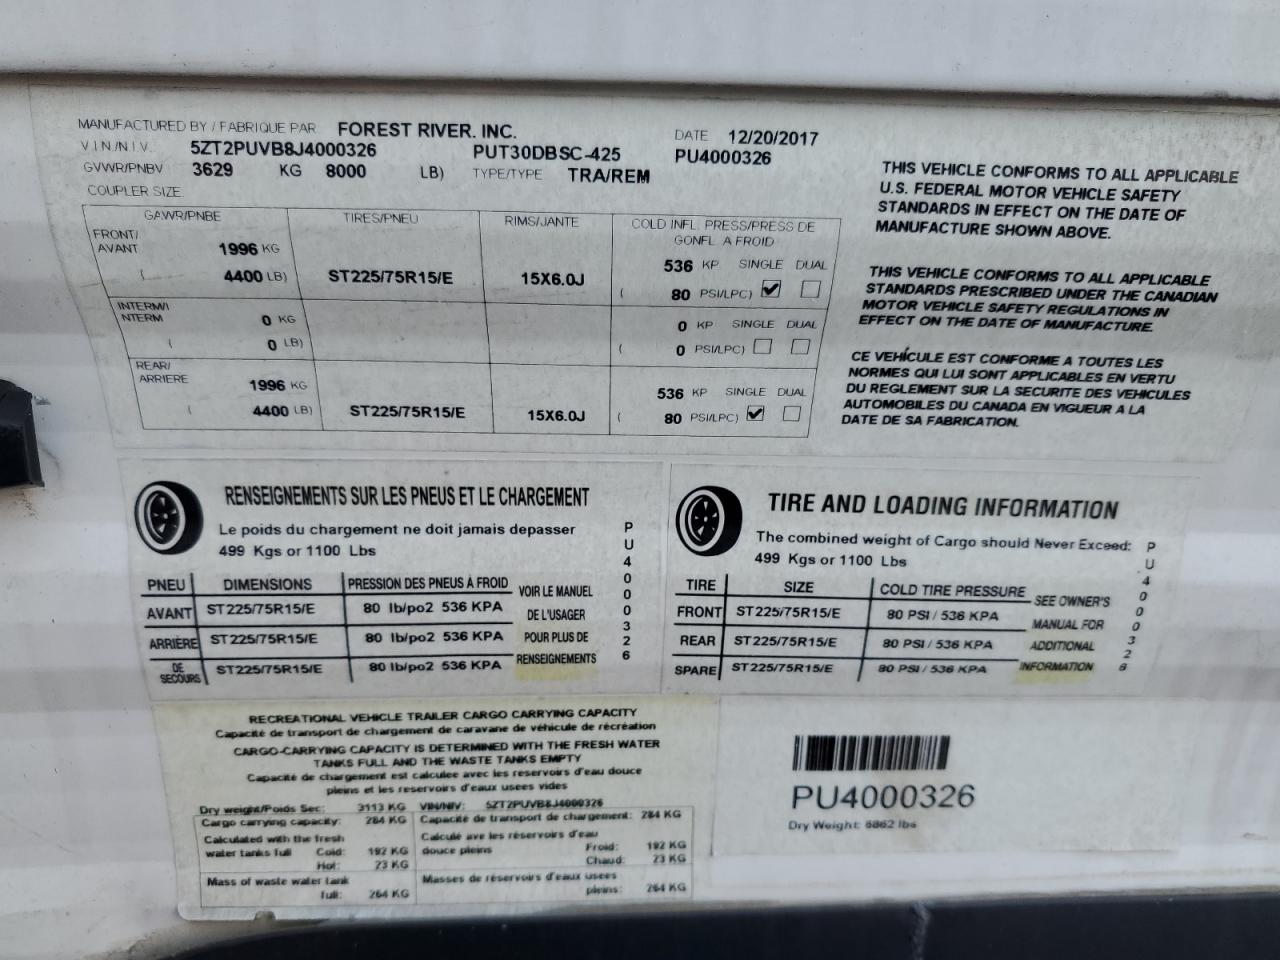 MANUFACTURED BY / FABRIQUE PAR FOREST RIVER. INC. DATE 12/20/2017
V I N /N I V. 5ZT2PUVB8J4000326 PUT30DBSC-425 PU4000326
GVWR/PNBV 3629 KG 8000 LB) TYPE/TYPE TRA/REM
COUPLER SIZE
GAWR/PNBE TIRES/PNEU RIMS/JANTE COLD INFL PRESS/PRESS DE
GONFL A FROID
FRONT/
AVANT 1996 KG 536 KP SINGLE DUAL
( 4400 LB) ST225/75R15/E 15X6.0J ( 80 PSI/LPC)
INTERM/I
NTERM 0 KG 0 KP SINGLE DUAL
( 0 LB) ( 0 PSI/LPC)
REAR/
ARRIERE 1996 KG 536 KP SINGLE DUAL
( 4400 LB) ST225/75R15/E 15X6.0J ( 80 PSI/LPC)
THIS VEHICLE CONFORMS TO ALL APPLICABLE
U.S. FEDERAL MOTOR VEHICLE SAFETY
STANDARDS IN EFFECT ON THE DATE OF
MANUFACTURE SHOWN ABOVE.
THIS VEHICLE CONFORMS TO ALL APPLICABLE
STANDARDS PRESCRIBED UNDER THE CANADIAN
MOTOR VEHICLE SAFETY REGULATIONS IN
EFFECT ON THE DATE OF MANUFACTURE.
CE VEHÍCULE EST CONFORME A TOUTES LES
NORMES QUI LUI SONT APPLICABLES EN VERTU
DU REGLEMENT SUR LA SECURITE DES VEHICULES
AUTOMOBILES DU CANADA EN VIGUEUR A LA
DATE DE SA FABRICATION.
RENSEIGNEMENTS SUR LES PNEUS ET LE CHARGEMENT
Le poids du chargement ne doit jamais depasser
499 Kgs or 1100 Lbs
PNEU DIMENSIONS PRESSION DES PNEUS À FROID
AVANT ST225/75R15/E 80 lb/po2 536 KPA
ARRIÈRE ST225/75R15/E 80 lb/po2 536 KPA
DE
SECOURS ST225/75R15/E 80 lb/po2 536 KPA
VOIR LE MANUEL
DE L'USAGER
POUR PLUS DE
RENSEIGNEMENTS
PU4000326
TIRE AND LOADING INFORMATION
The combined weight of Cargo should Never Exceed:
499 Kgs or 1100 Lbs
TIRE SIZE COLD TIRE PRESSURE
FRONT ST225/75R15/E 80 PSI / 536 KPA
REAR ST225/75R15/E 80 PSI / 536 KPA
SPARE ST225/75R15/E 80 PSI / 536 KPA
SEE OWNER'S
MANUAL FOR
ADDITIONAL
INFORMATION
PU4000326
RECREATIONAL VEHICLE TRAILER CARGO CARRYING CAPACITY
Capacité de transport de chargement de caravane de véhicule de récréation
CARGO-CARRYING CAPACITY IS DETERMINED WITH THE FRESH WATER
TANKS FULL AND THE WASTE TANKS EMPTY
Capacité de chargement est calculee avec les reservoirs d'eau douce
pleins et les reservoirs d'eaux usees vides
Dry weight/Poids Sec: 3113 KG VIN/NIV: 5ZT2PUVB8J4000326
Cargo carrying capacity: 284 KG Capacite de transport de chargement: 284 KG
Calculated with the fresh
water tanks full Cold: 192 KG
Hot: 23 KG
Calculé ave les réservoirs d'eau
douce pleins Froid: 192 KG
Chaud: 23 KG
Mass of waste water tank
full: 264 KG
Masses de réservoirs d'eaux usees
pleins: 264 KG
PU4000326
Dry Weight: 6862 lbs